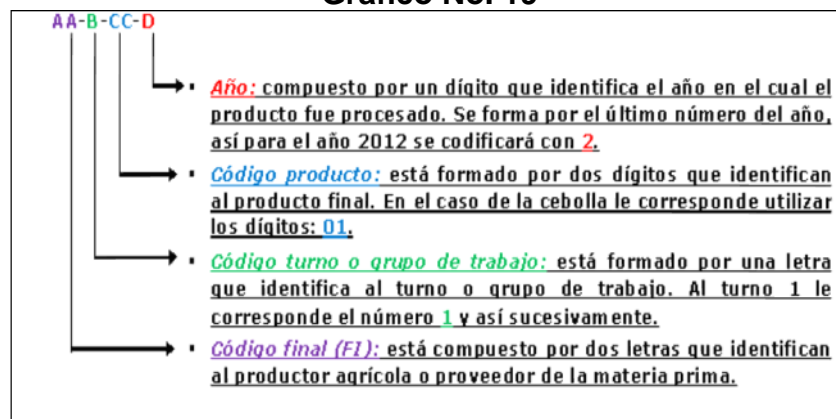 Gráfico No. 19
AA-B-CC-D
▪ Año: compuesto por un dígito que identifica el año en el cual el
producto fue procesado. Se forma por el último número del año,
así para el año 2012 se codificará con 2.
▪ Código producto: está formado por dos dígitos que identifican
al producto final. En el caso de la cebolla le corresponde utilizar
los dígitos: 01.
▪ Código turno o grupo de trabajo: está formado por una letra
que identifica al turno o grupo de trabajo. Al turno 1 le
corresponde el número 1 y así sucesivamente.
▪ Código final (FI): está compuesto por dos letras que identifican
al productor agrícola o proveedor de la materia prima.